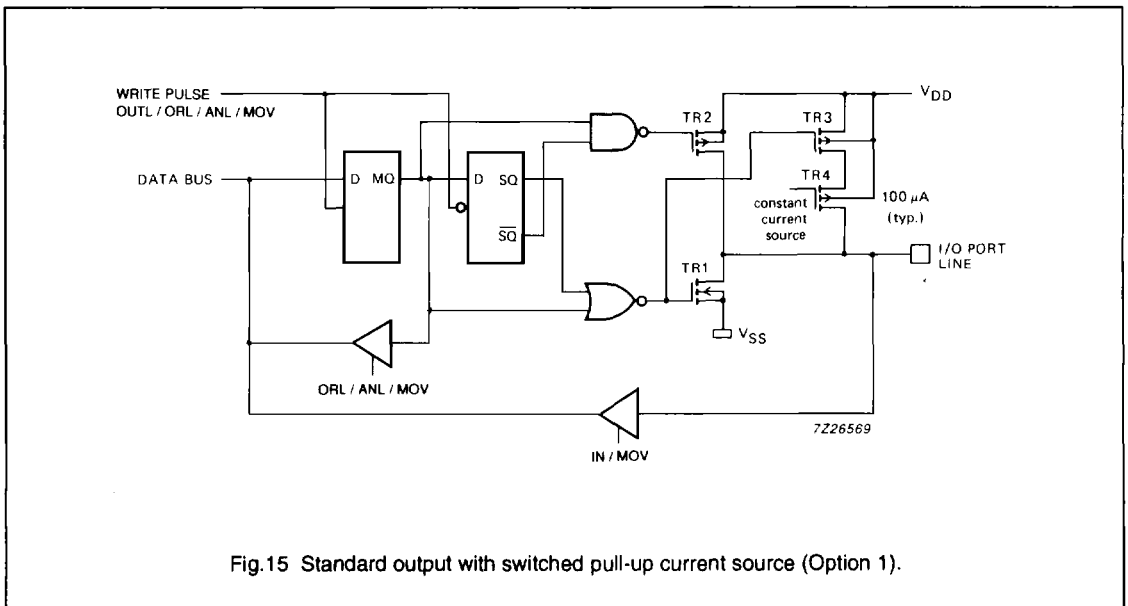 WRITE PULSE
OUTL / ORL / ANL / MOV
DATA BUS
D MQ
D SQ
SQ
TR2
TR3
TR4
VDD
constant
current
source
100 μA
(typ.)
I/O PORT
LINE
TR1
VSS
ORL / ANL / MOV
IN / MOV
7Z26569
Fig.15 Standard output with switched pull-up current source (Option 1).